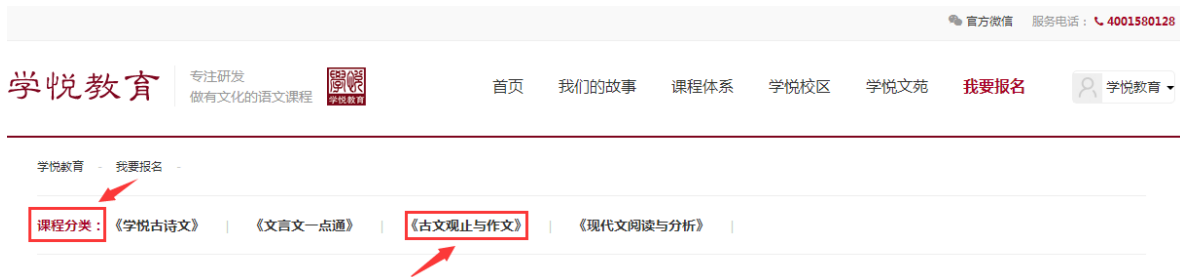 官方微信 服务电话： 4001580128
学悦教育 专注研发
做有文化的语文课程 学悦教育
首页 我们的故事 课程体系 学悦校区 学悦文苑 我要报名 学悦教育
学悦教育 - 我要报名 -
课程分类：《学悦古诗文》 | 《文言文一点通》 | 《古文观止与作文》 | 《现代文阅读与分析》 |